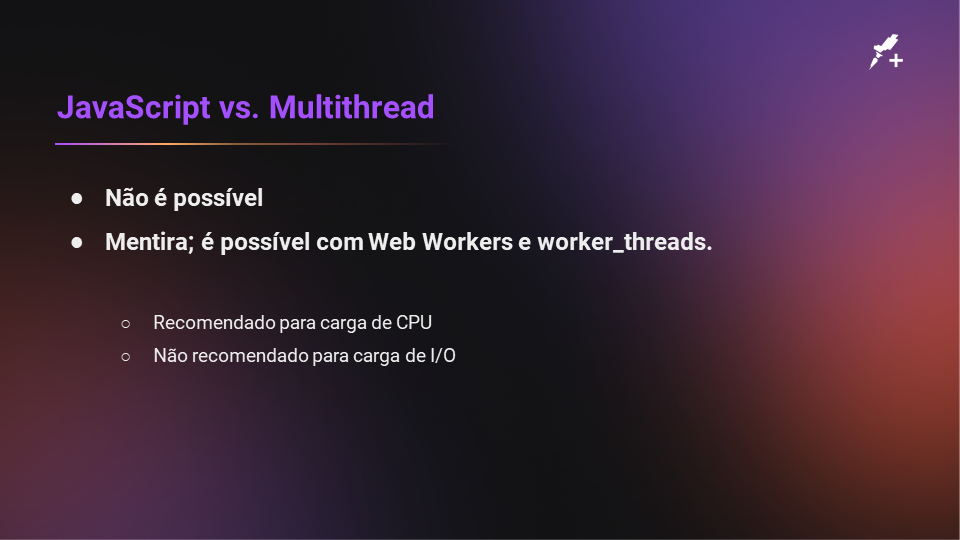 JavaScript vs. Multithread
● Não é possível
● Mentira; é possível com Web Workers e worker_threads.
○ Recomendado para carga de CPU
○ Não recomendado para carga de I/O